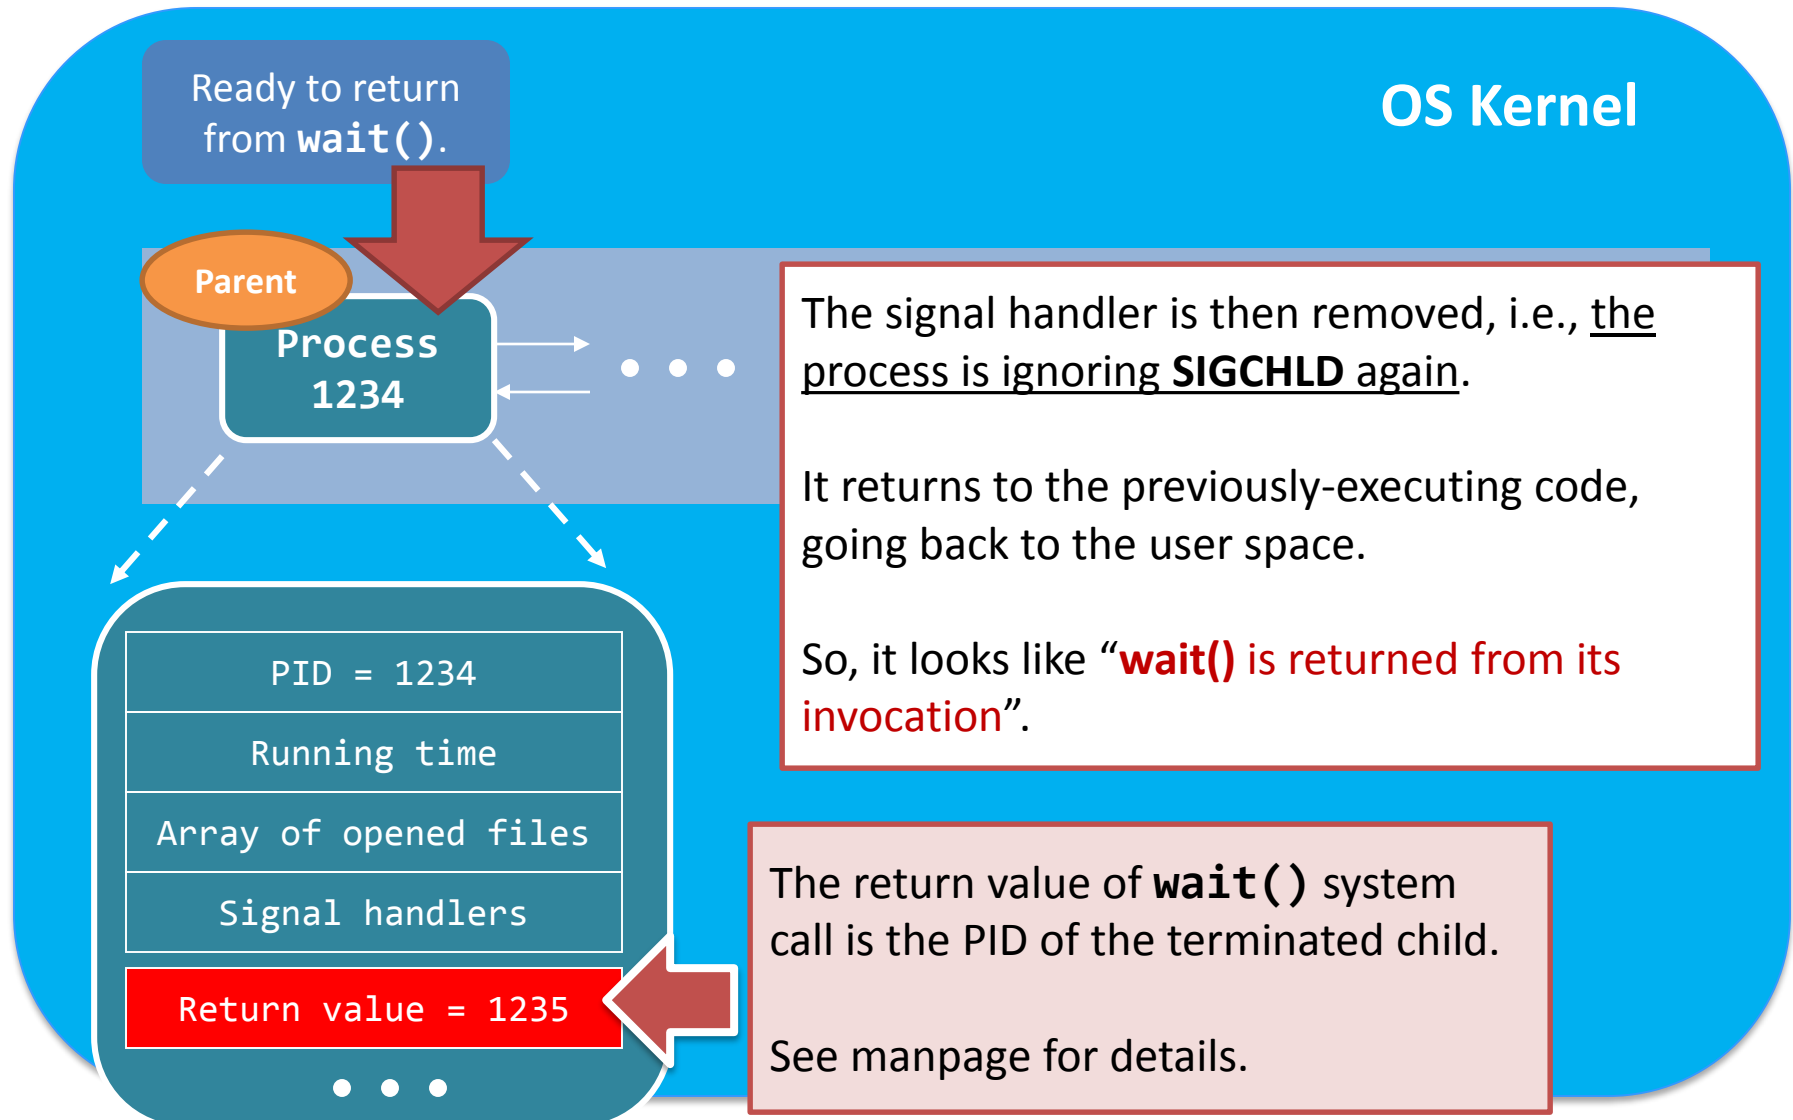 Ready to return
from wait().
OS Kernel
Parent
Process
1234
The signal handler is then removed, i.e., the
process is ignoring SIGCHLD again.
It returns to the previously-executing code,
going back to the user space.
So, it looks like “wait() is returned from its
invocation”.
PID = 1234
Running time
Array of opened files
Signal handlers
Return value = 1235
The return value of wait() system
call is the PID of the terminated child.
See manpage for details.